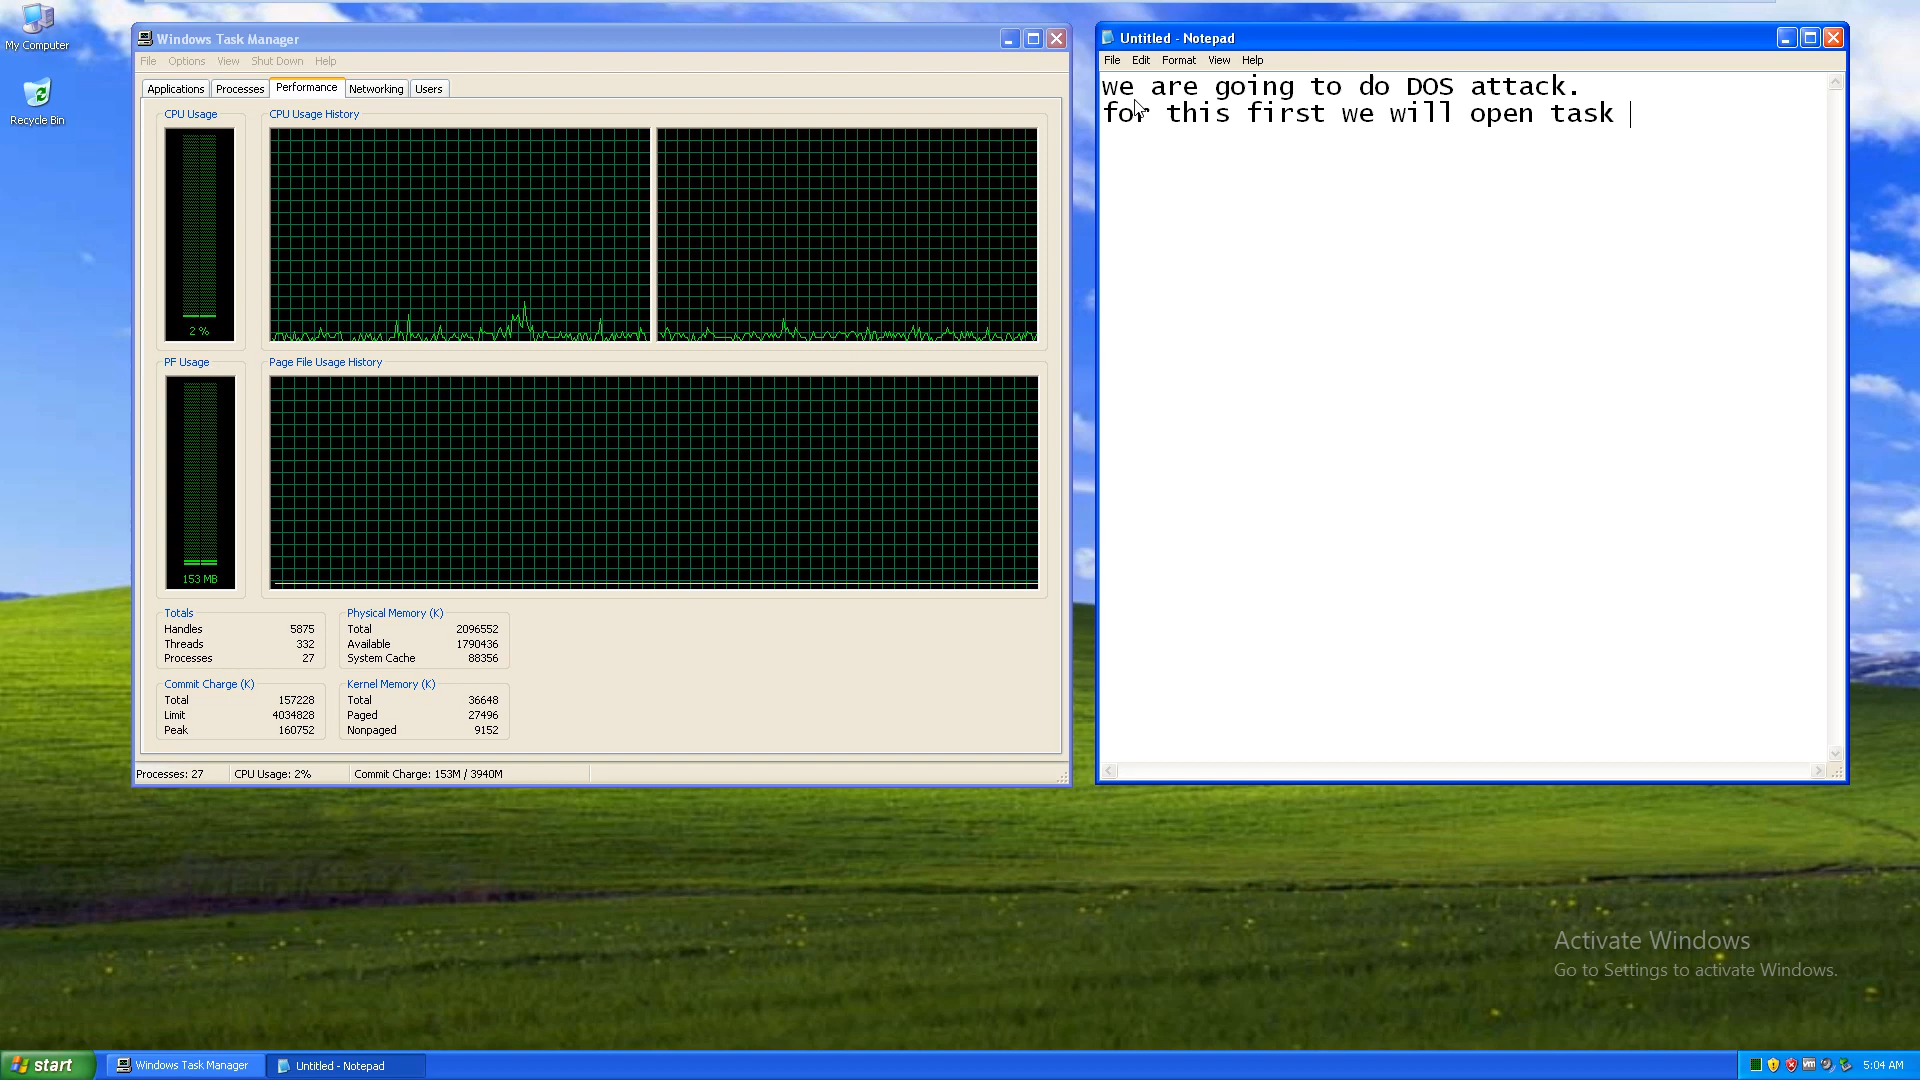 My Computer
Recycle Bin
Windows Task Manager
File Options View Shut Down Help
Applications Processes Performance Networking Users
CPU Usage
CPU Usage History
2 %
PF Usage
Page File Usage History
153 MB
Totals
Handles 5875
Threads 332
Processes 27
Physical Memory (K)
Total 2096552
Available 1790436
System Cache 88356
Commit Charge (K)
Total 157228
Limit 4034828
Peak 160752
Kernel Memory (K)
Total 36648
Paged 27496
Nonpaged 9152
Processes: 27 CPU Usage: 2% Commit Charge: 153M / 3940M
Untitled - Notepad
File Edit Format View Help
we are going to do DOS attack.
for this first we will open task
Activate Windows
Go to Settings to activate Windows.
start Windows Task Manager Untitled - Notepad vm 5:04 AM